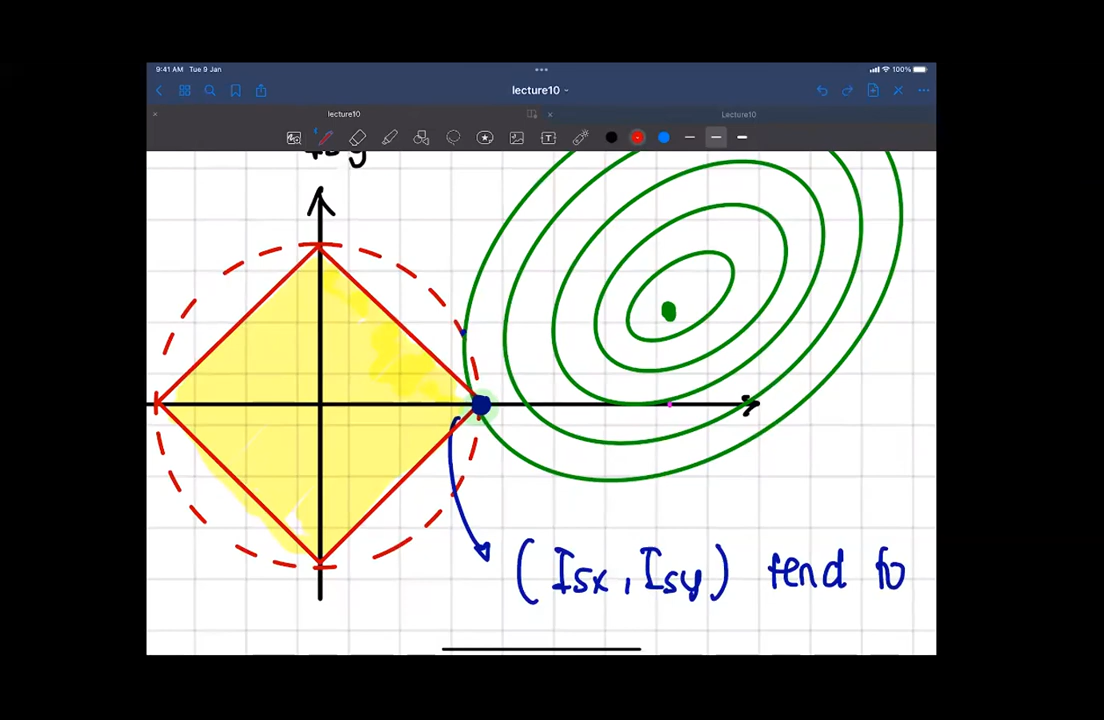 9:41 AM Tue 9 Jan
100%
lecture10
lecture10
Lecture10
T
(Isx, Isy) tend to